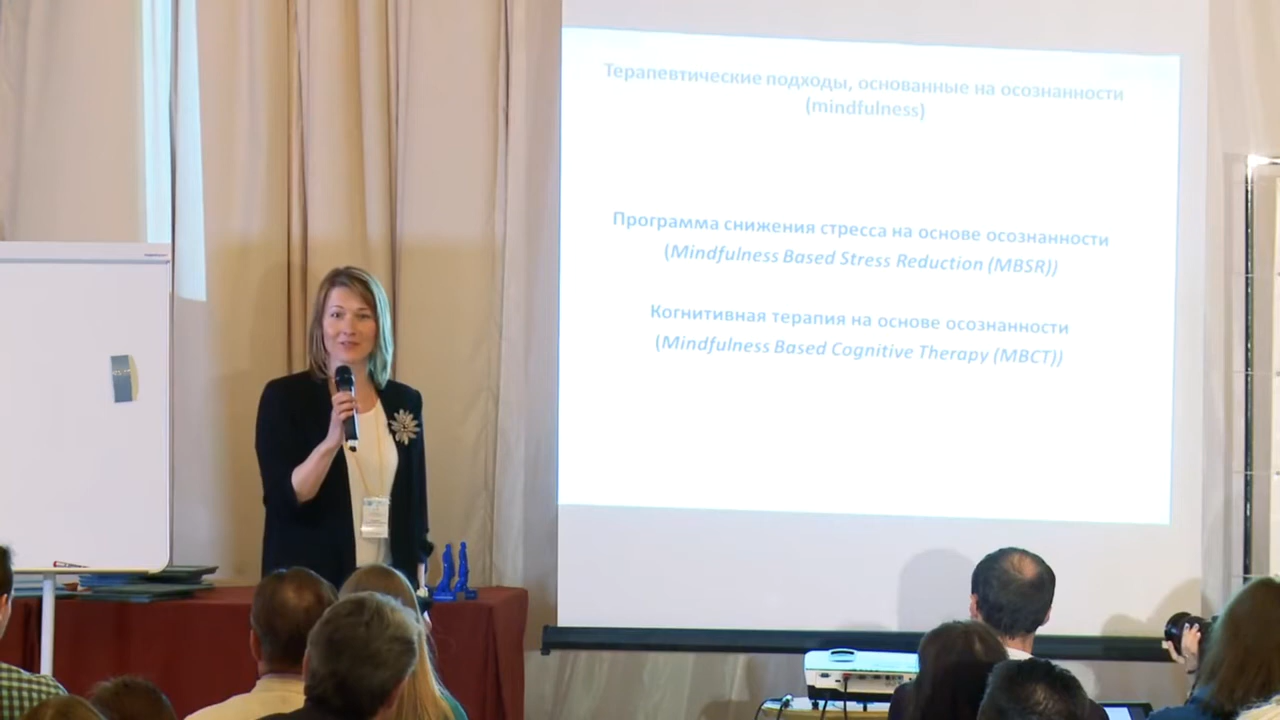 Терапевтические подходы, основанные на осознанности
(mindfulness)
Программа снижения стресса на основе осознанности
(Mindfulness Based Stress Reduction (MBSR))
Когнитивная терапия на основе осознанности
(Mindfulness Based Cognitive Therapy (MBCT))